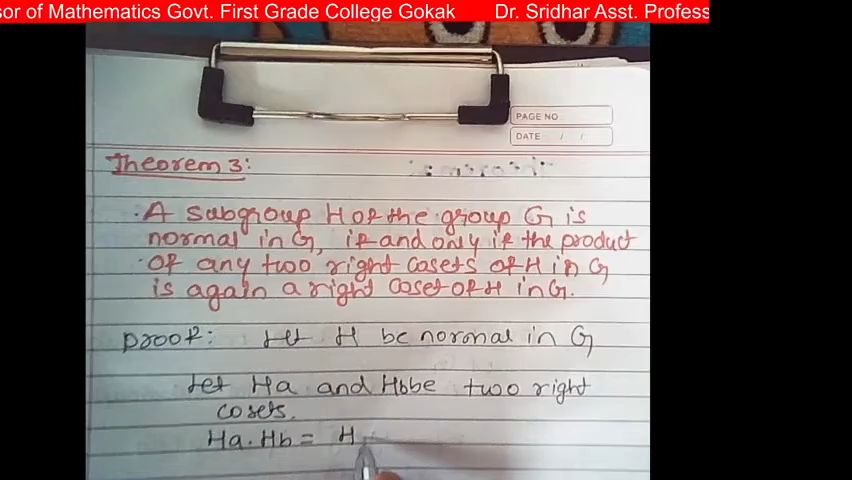 sor of Mathematics Govt. First Grade College Gokak Dr. Sridhar Asst. Profess
PAGE NO
DATE / /
Theorem 3:
A subgroup H of the group G is
normal in G, if and only if the product
of any two right cosets of H in G
is again a right coset of H in G.
proof: Let H be normal in G
Let Ha and Hb be two right
cosets.
Ha.Hb = H